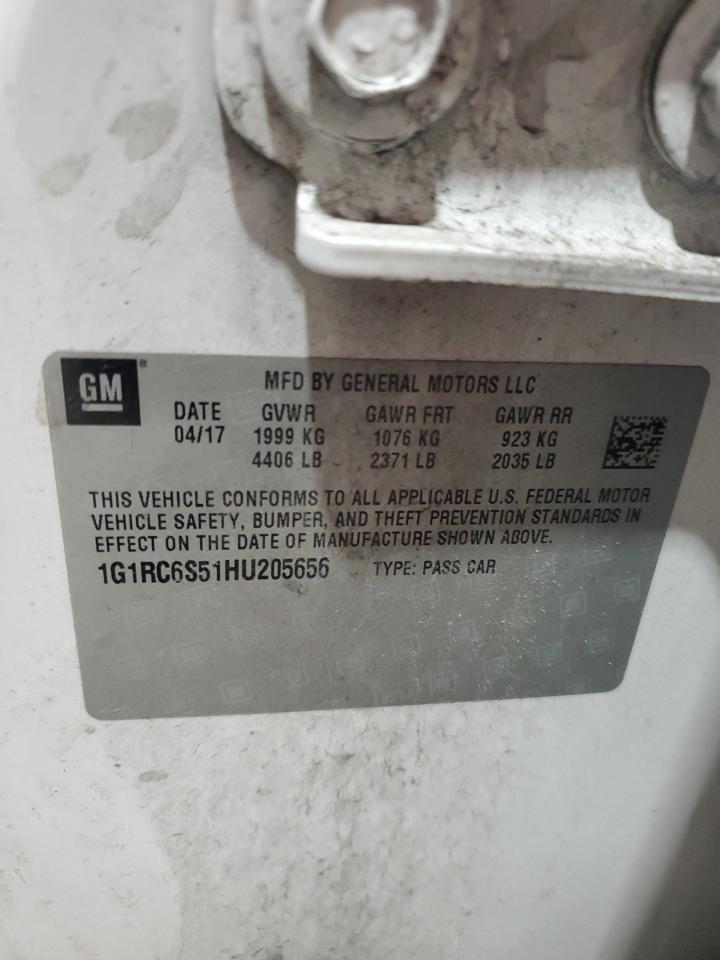 GM ®
MFD BY GENERAL MOTORS LLC
DATE GVWR GAWR FRT GAWR RR
04/17 1999 KG 1076 KG 923 KG
4406 LB 2371 LB 2035 LB
THIS VEHICLE CONFORMS TO ALL APPLICABLE U.S. FEDERAL MOTOR
VEHICLE SAFETY, BUMPER, AND THEFT PREVENTION STANDARDS IN
EFFECT ON THE DATE OF MANUFACTURE SHOWN ABOVE.
1G1RC6S51HU205656 TYPE: PASS CAR